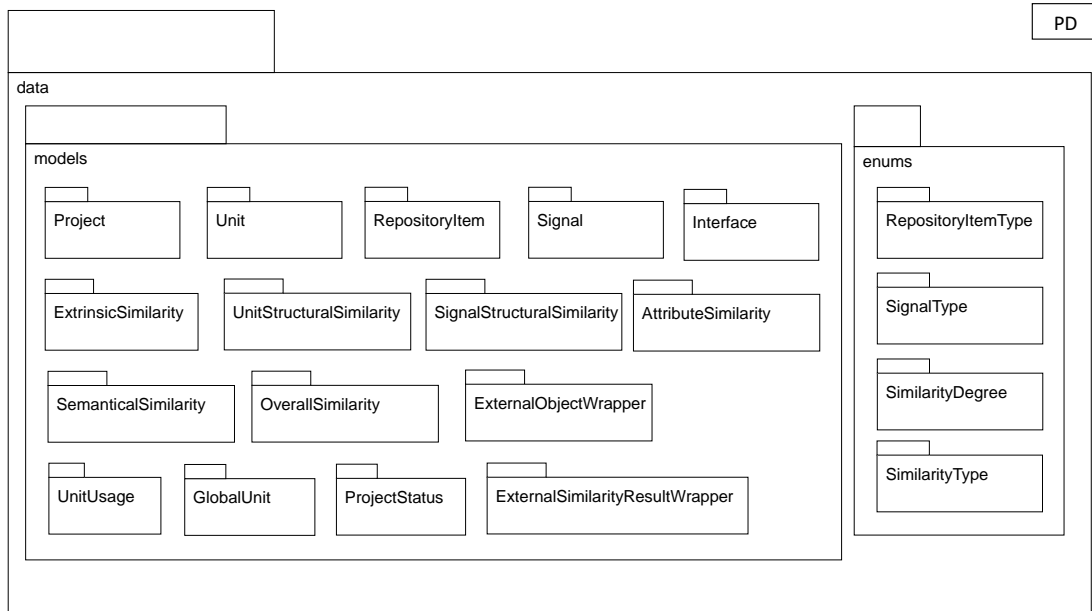 PD
data
models
enums
Project
Unit
RepositoryItem
Signal
Interface
RepositoryItemType
ExtrinsicSimilarity
UnitStructuralSimilarity
SignalStructuralSimilarity
AttributeSimilarity
SignalType
SemanticalSimilarity
OverallSimilarity
ExternalObjectWrapper
SimilarityDegree
UnitUsage
GlobalUnit
ProjectStatus
ExternalSimilarityResultWrapper
SimilarityType